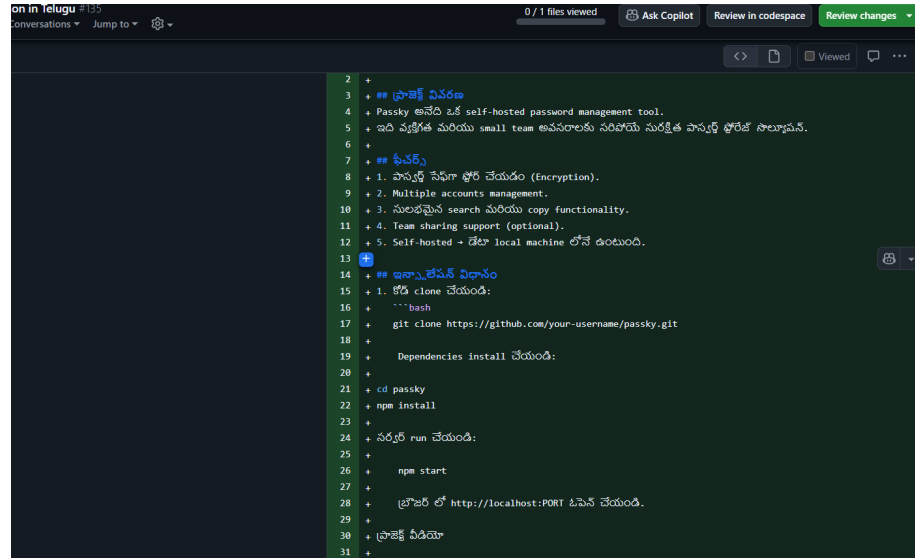 on in Telugu #135
Conversations Jump to
0 / 1 files viewed
Ask Copilot
Review in codespace
Review changes
Viewed
2 +
3 + ## ప్రాజెక్ట్ వివరణ
4 + Passky అనేది ఒక self-hosted password management tool.
5 + ఇది వ్యక్తిగత మరియు small team అవసరాలకు సరిపోయే సురక్షిత పాస్వర్డ్ స్టోరేజ్ సొల్యూషన్.
6 +
7 + ## ఫీచర్స్
8 + 1. పాస్వర్డ్ సేఫ్‌గా స్టోర్ చేయడం (Encryption).
9 + 2. Multiple accounts management.
10 + 3. సులభమైన search మరియు copy functionality.
11 + 4. Team sharing support (optional).
12 + 5. Self-hosted → డేటా local machine లోనే ఉంటుంది.
13 +
14 + ## ఇన్స్టాలేషన్ విధానం
15 + 1. కోడ్ clone చేయండి:
16 + ```bash
17 + git clone https://github.com/your-username/passky.git
18 +
19 + Dependencies install చేయండి:
20 +
21 + cd passky
22 + npm install
23 +
24 + సర్వర్ run చేయండి:
25 +
26 + npm start
27 +
28 + బ్రౌజర్ లో http://localhost:PORT ఓపెన్ చేయండి.
29 +
30 + ప్రాజెక్ట్ వీడియో
31 +